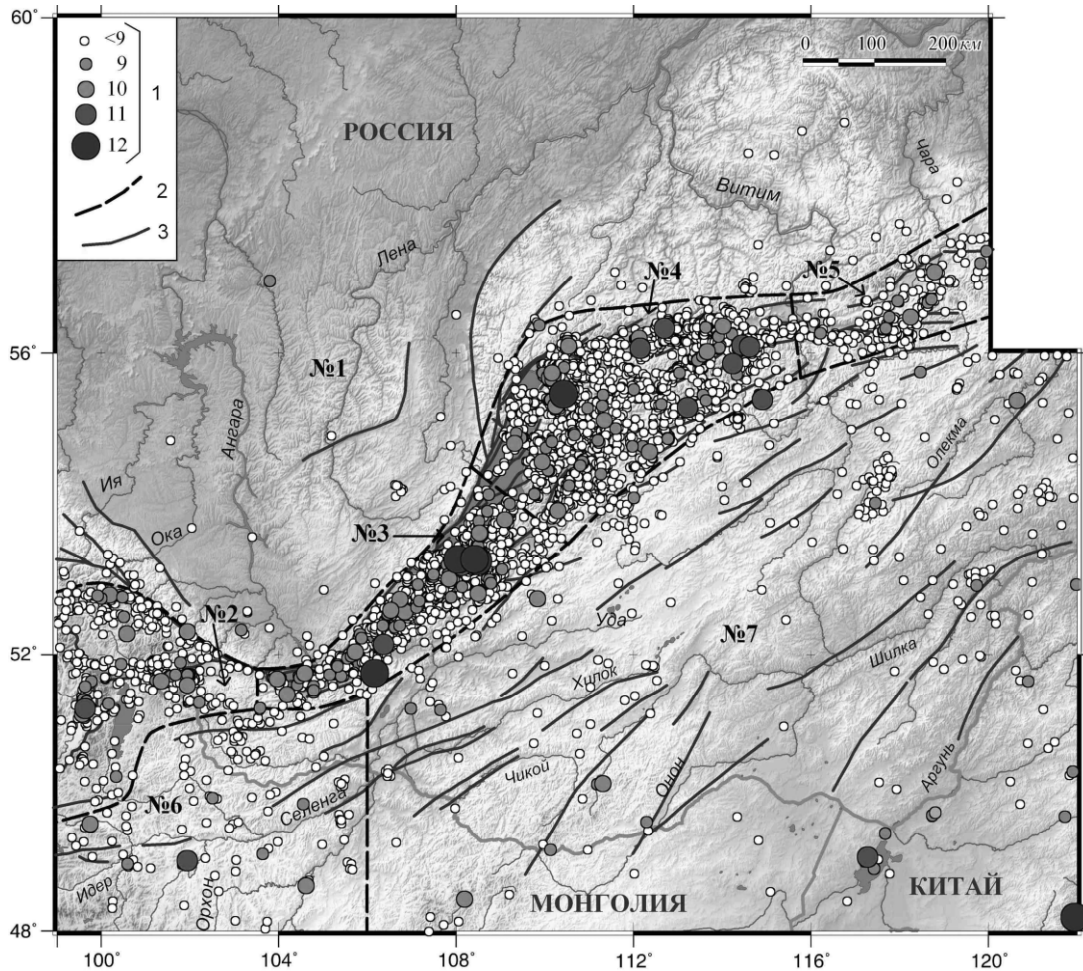 60°
<9
9
10
11
12
1
2
3
0 100 200 км
РОССИЯ
Чара
Витим
Лена
№4
№5
56°
№1
Ангара
Олекма
Ия
Ока
№3
№2
Уда
№7
52°
Хилок
Шилка
Чикой
Онон
Аргунь
№6
Селенга
Идер
Орхон
МОНГОЛИЯ
КИТАЙ
48°
100° 104° 108° 112° 116° 120°